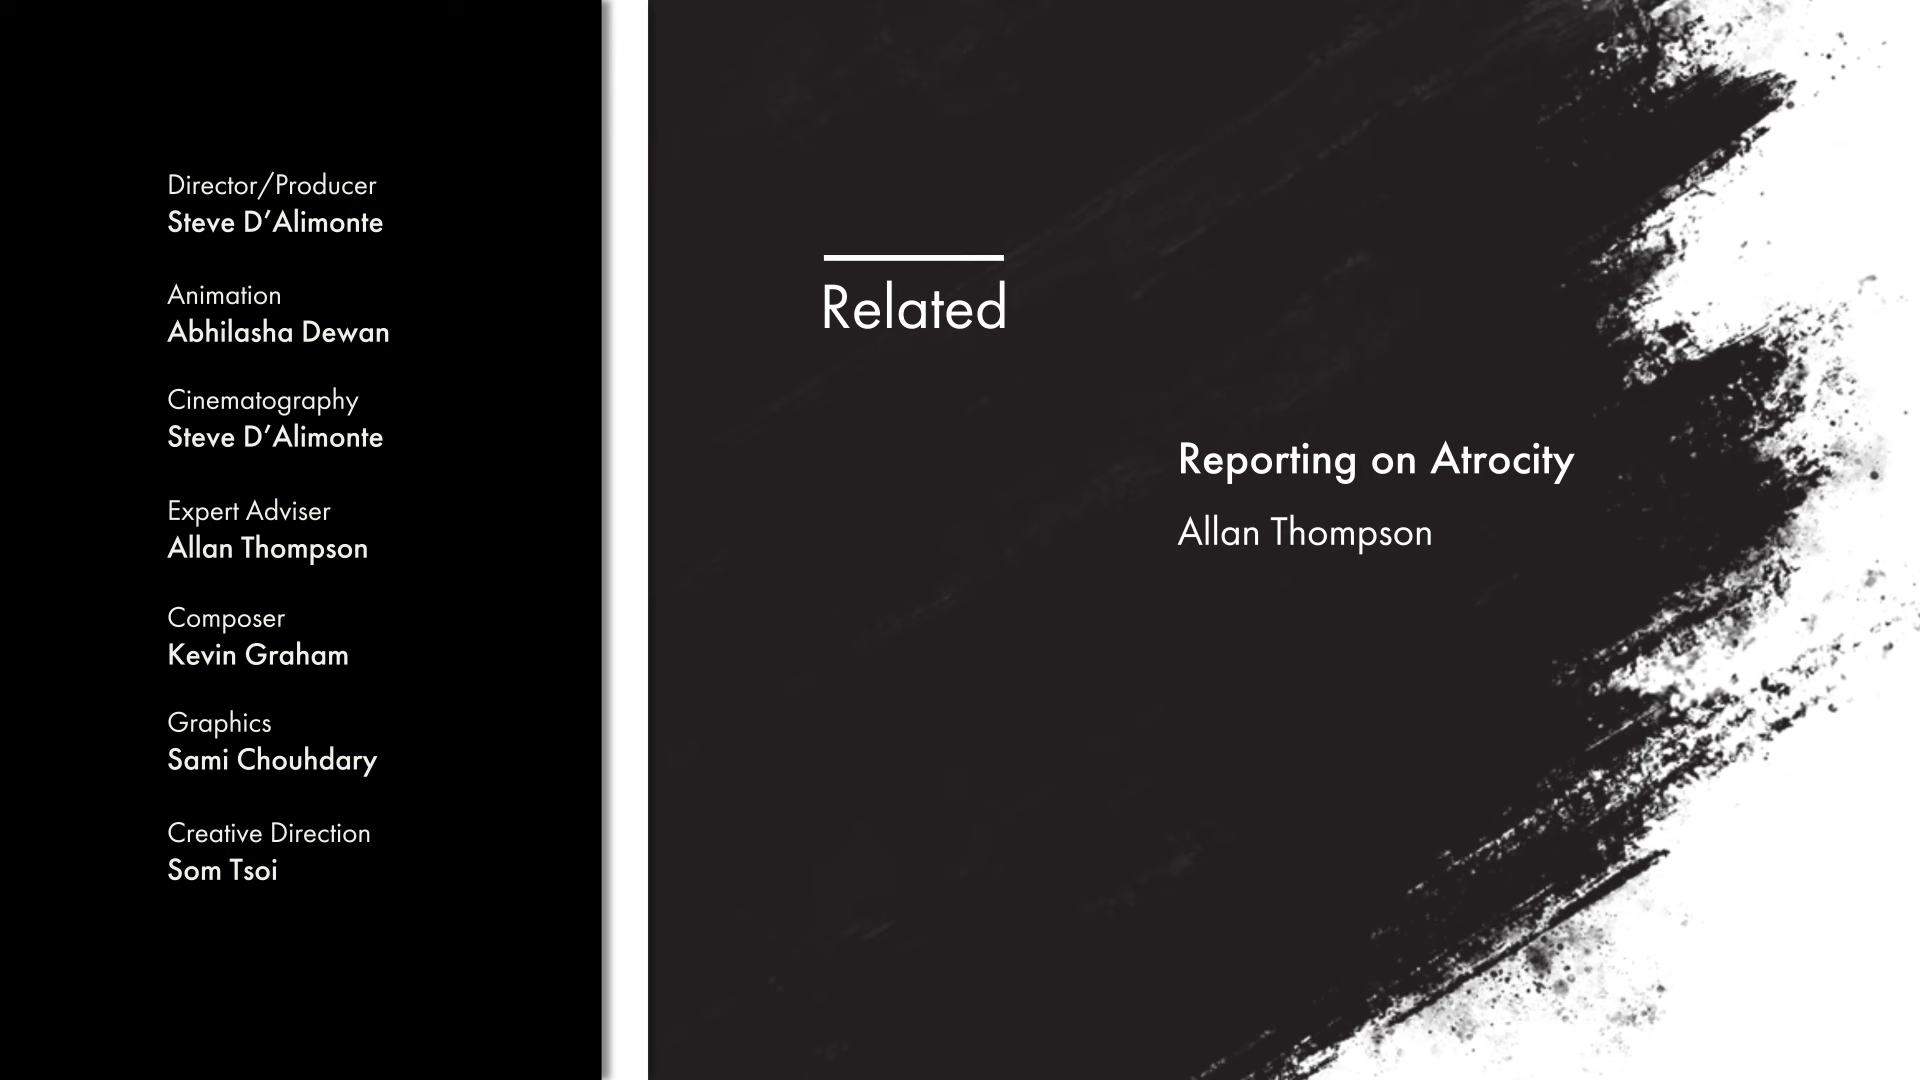 Director/Producer
Steve D’Alimonte
Animation
Abhilasha Dewan
Cinematography
Steve D’Alimonte
Expert Adviser
Allan Thompson
Composer
Kevin Graham
Graphics
Sami Chouhdary
Creative Direction
Som Tsoi
Related
Reporting on Atrocity
Allan Thompson